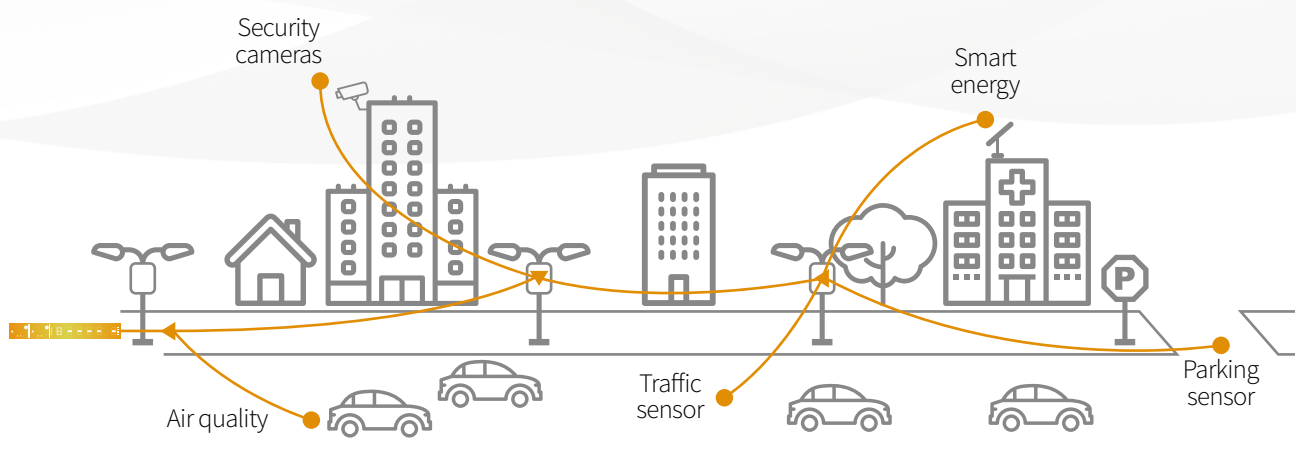 Security
cameras
Smart
energy
P
Traffic
sensor
Parking
sensor
Air quality